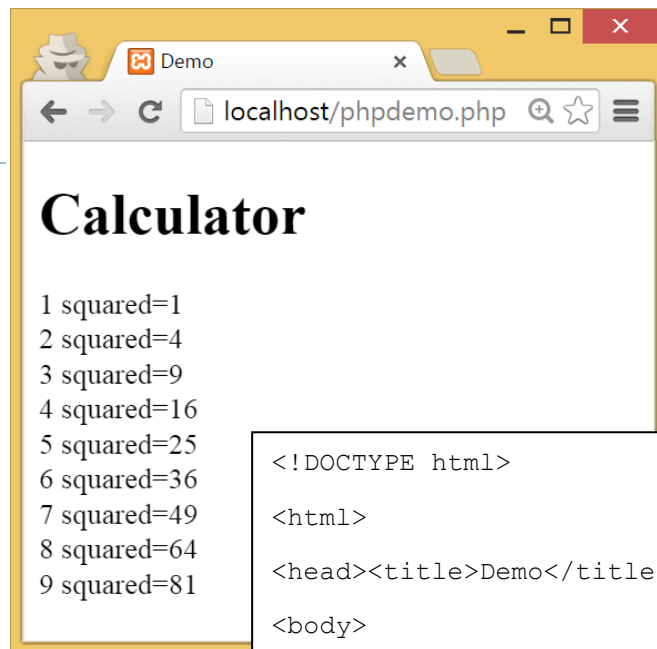 Demo
localhost/phpdemo.php
Calculator
1 squared=1
2 squared=4
3 squared=9
4 squared=16
5 squared=25
6 squared=36
7 squared=49
8 squared=64
9 squared=81
<!DOCTYPE html>
<html>
<head><title>Demo</title
<body>